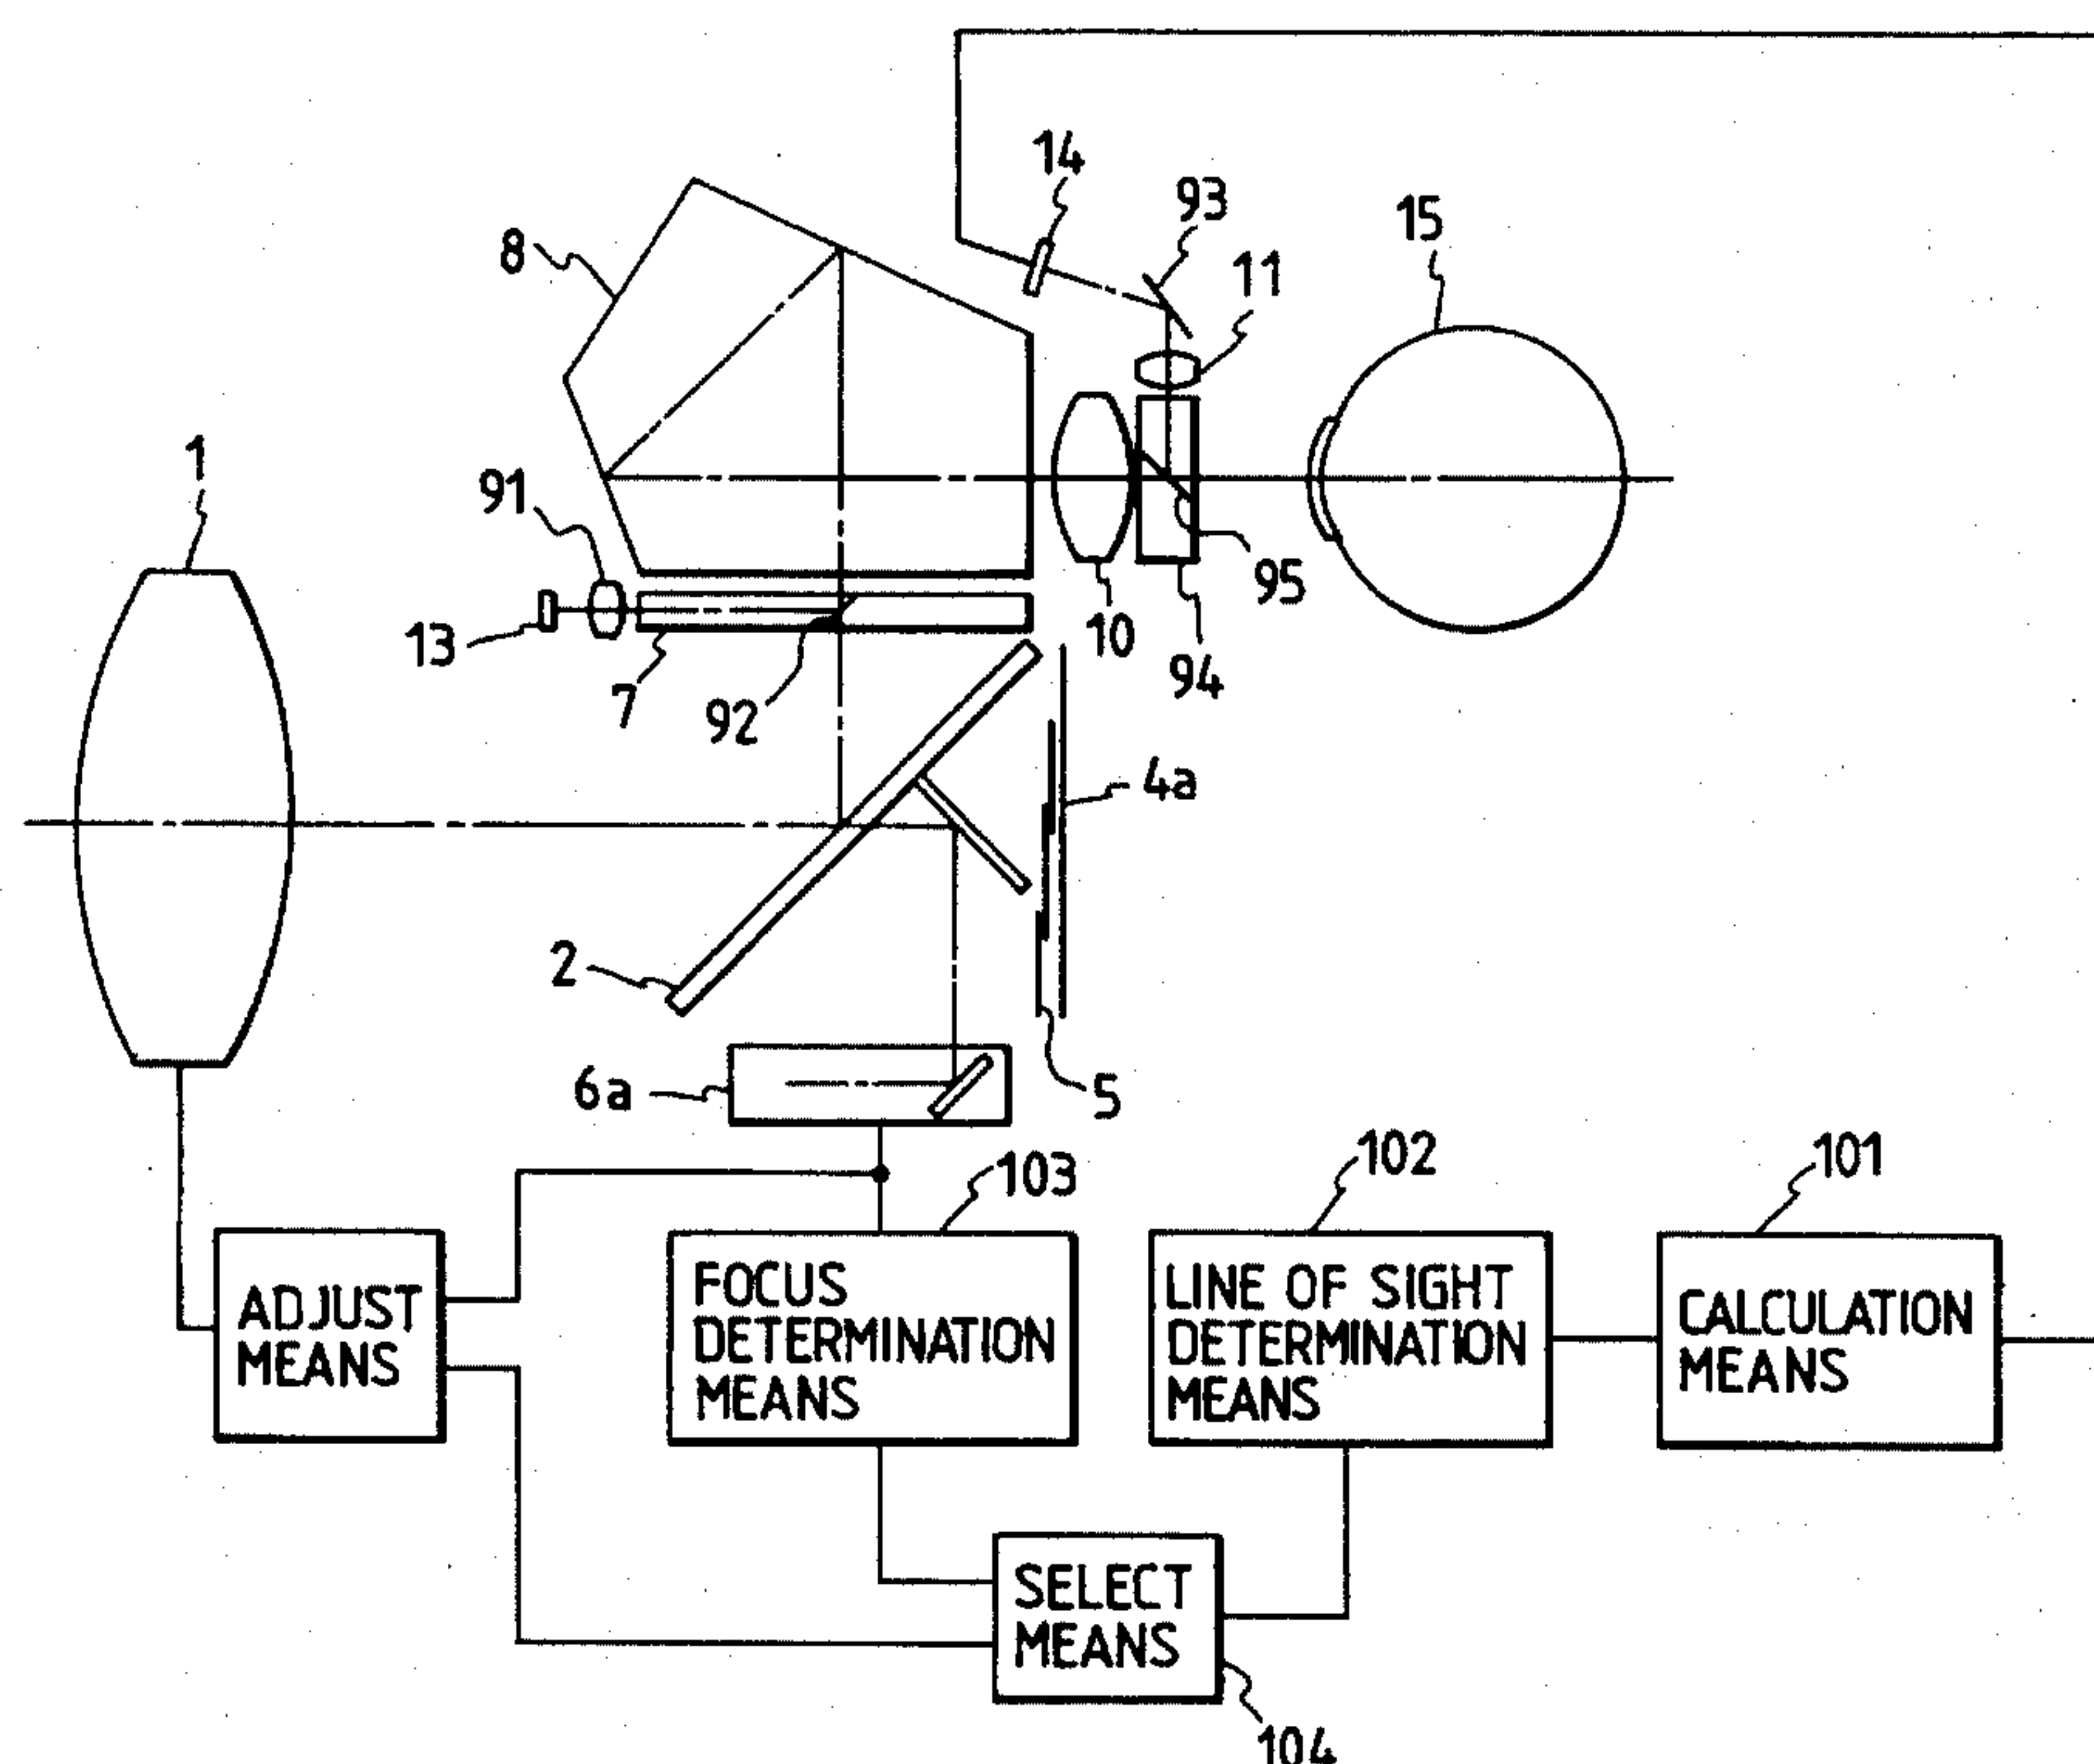 14
93
15
8
11
1
91
95
13
10
7
92
94
4a
2
6a
5
103
102
101
ADJUST
MEANS
FOCUS
DETERMINATION
MEANS
LINE OF SIGHT
DETERMINATION
MEANS
CALCULATION
MEANS
SELECT
MEANS
104